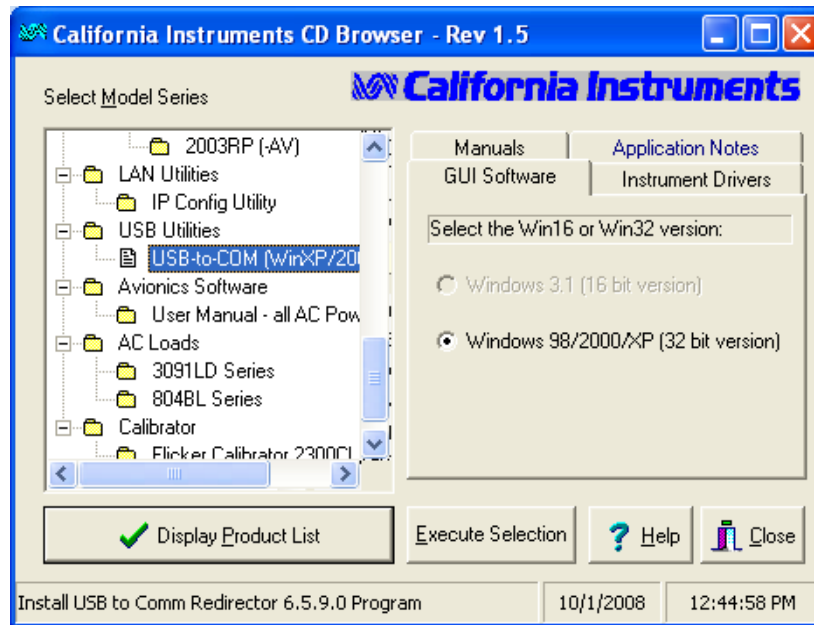 California Instruments CD Browser - Rev 1.5
Select Model Series
California Instruments
2003RP (-AV)
LAN Utilities
IP Config Utility
USB Utilities
USB-to-COM (WinXP/20
Avionics Software
User Manual - all AC Pow
AC Loads
3091LD Series
804BL Series
Calibrator
Flicker Calibrator 2300CL
Manuals
Application Notes
GUI Software
Instrument Drivers
Select the Win16 or Win32 version:
Windows 3.1 (16 bit version)
Windows 98/2000/XP (32 bit version)
Display Product List
Execute Selection
Help
Close
Install USB to Comm Redirector 6.5.9.0 Program
10/1/2008
12:44:58 PM